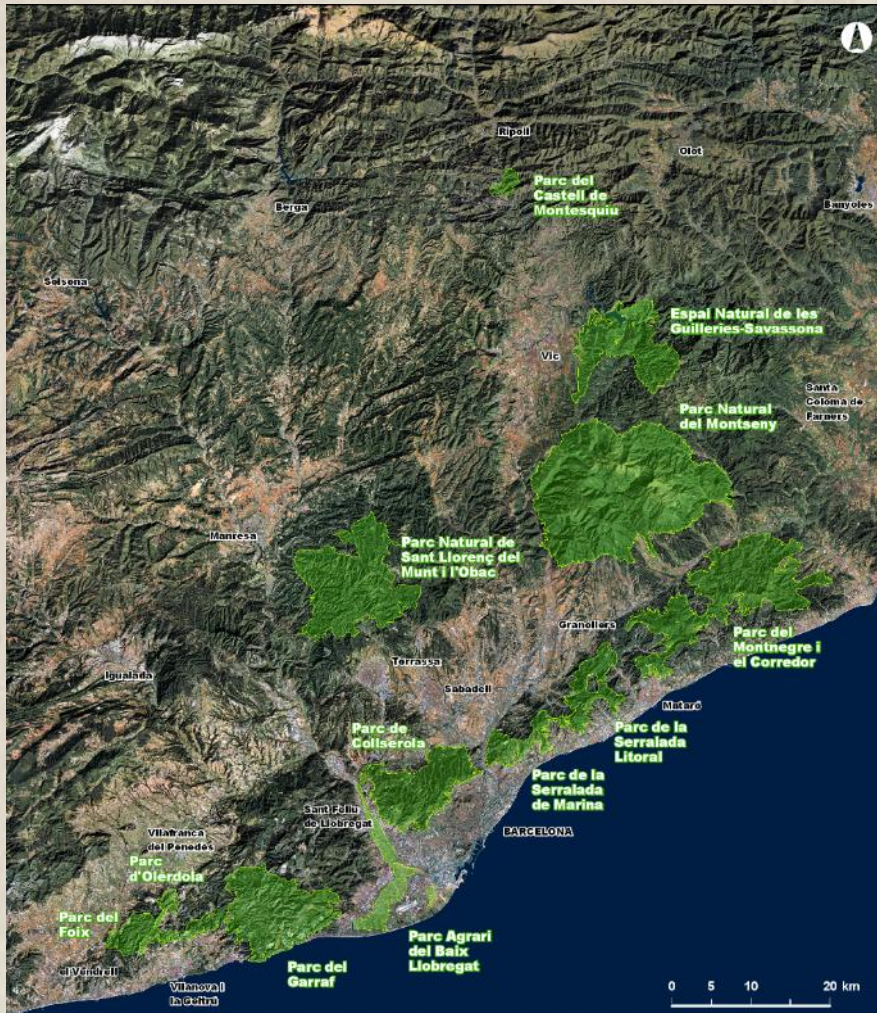 Ripoll
Olot
Parc del
Castell de
Montesquiu
Banyoles
Berga
Solsona
Espai Natural de les
Guilleries-Savassona
Vic
Santa
Coloma de
Farners
Parc Natural
del Montseny
Manresa
Parc Natural de
Sant Llorenç del
Munt i l'Obac
Granollers
Parc del
Montnegre i
el Corredor
Igualada
Terrassa
Sabadell
Mataró
Parc de
Collserola
Parc de la
Serralada
Litoral
Parc de la
Serralada
de Marina
Sant Feliu
de Llobregat
BARCELONA
Vilafranca
del Penedès
Parc
d'Olèrdola
Parc del
Foix
Parc Agrari
del Baix
Llobregat
el Vendrell
Parc del
Garraf
Vilanova i
la Geltrú
0 5 10 20 km